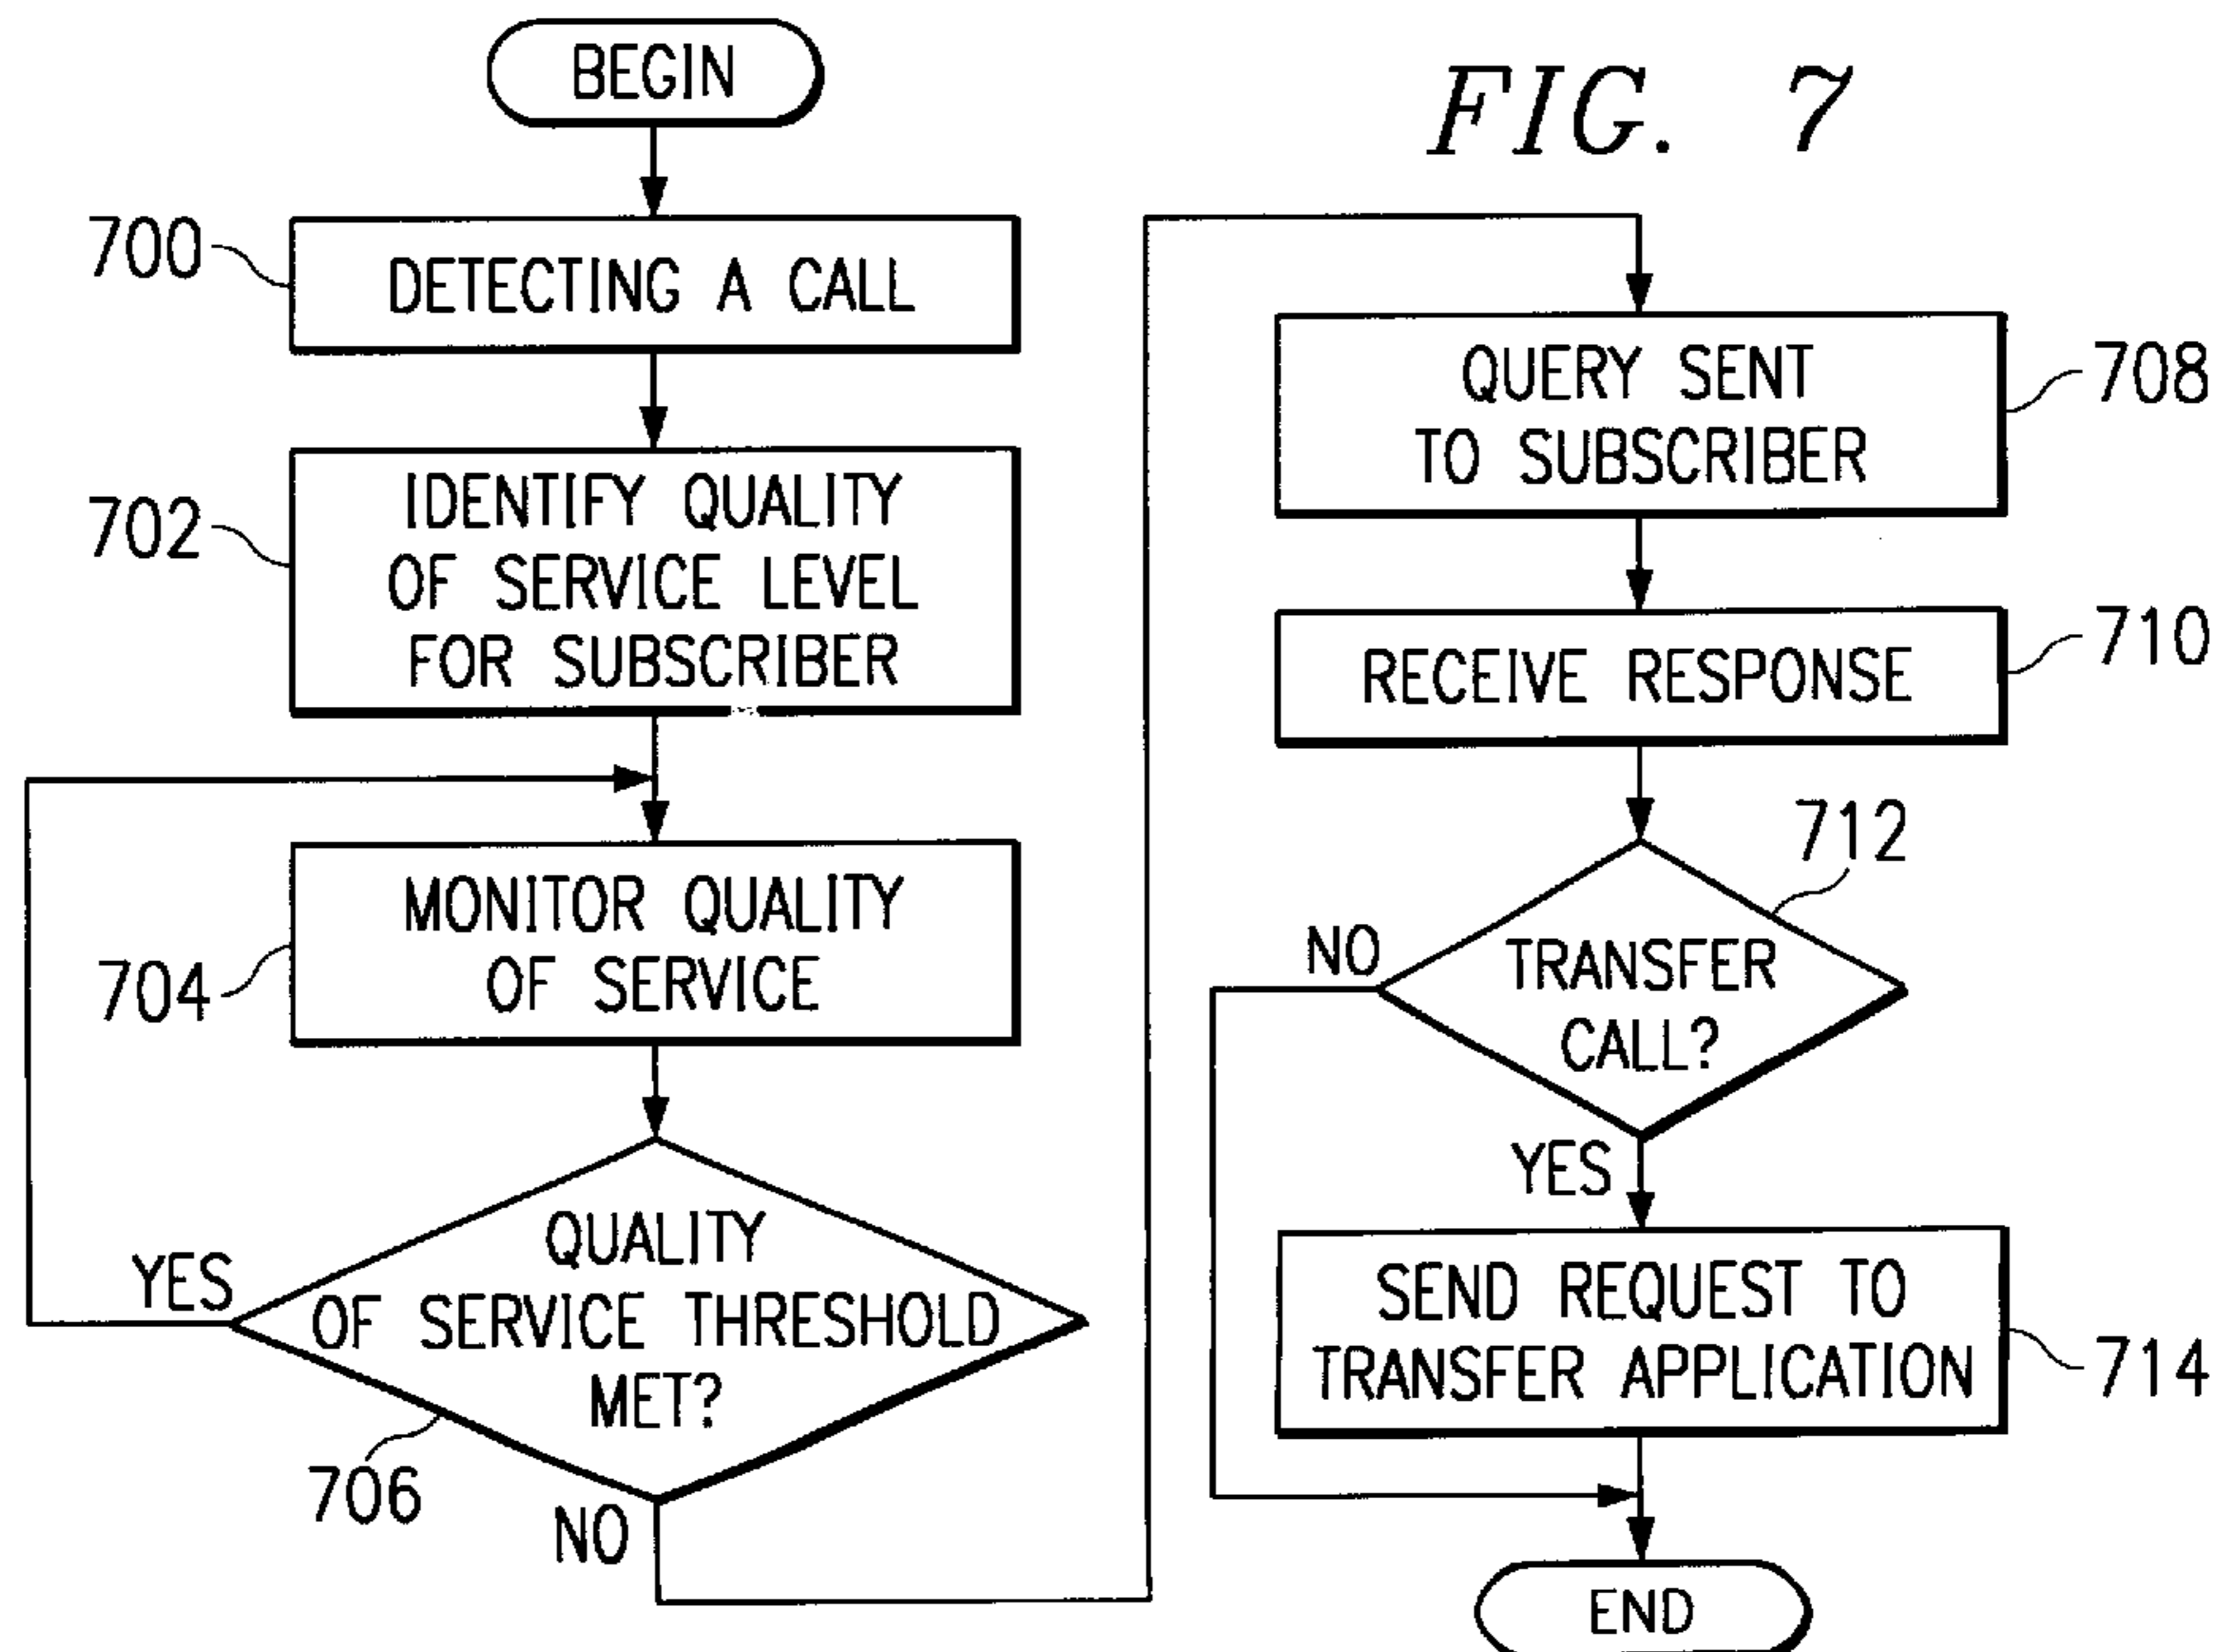 FIG. 7
BEGIN
700
DETECTING A CALL
702
IDENTIFY QUALITY
OF SERVICE LEVEL
FOR SUBSCRIBER
704
MONITOR QUALITY
OF SERVICE
706
QUALITY
OF SERVICE THRESHOLD
MET?
YES
NO
708
QUERY SENT
TO SUBSCRIBER
710
RECEIVE RESPONSE
712
TRANSFER
CALL?
NO
YES
714
SEND REQUEST TO
TRANSFER APPLICATION
END